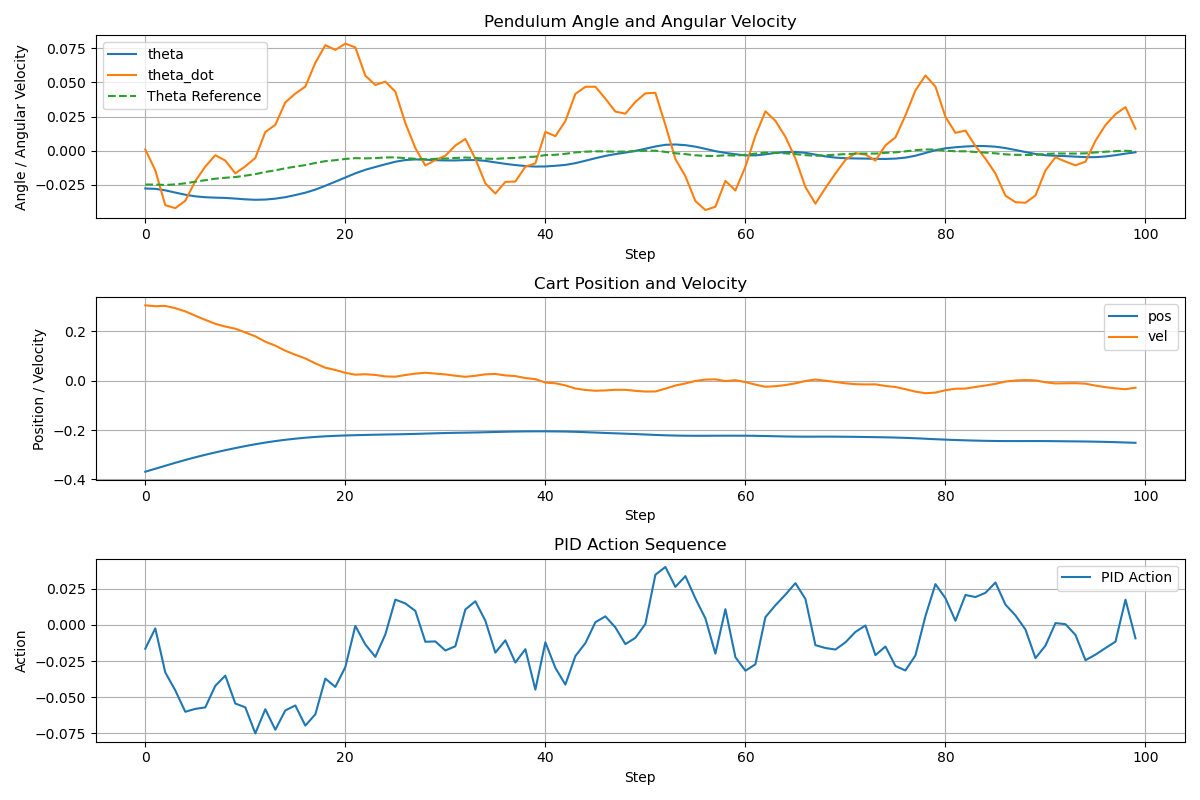 Pendulum Angle and Angular Velocity
Angle / Angular Velocity
0.075
0.050
0.025
0.000
−0.025
theta
theta_dot
Theta Reference
0 20 40 60 80 100
Step
Cart Position and Velocity
Position / Velocity
0.2
0.0
−0.2
−0.4
pos
vel
0 20 40 60 80 100
Step
PID Action Sequence
Action
0.025
0.000
−0.025
−0.050
−0.075
PID Action
0 20 40 60 80 100
Step